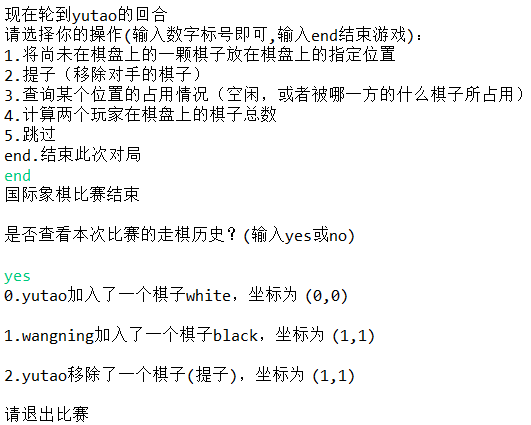 现在轮到yutao的回合
请选择你的操作(输入数字标号即可,输入end结束游戏)：
1.将尚未在棋盘上的一颗棋子放在棋盘上的指定位置
2.提子（移除对手的棋子）
3.查询某个位置的占用情况（空闲，或者被哪一方的什么棋子所占用）
4.计算两个玩家在棋盘上的棋子总数
5.跳过
end.结束此次对局
end
国际象棋比赛结束
是否查看本次比赛的走棋历史？(输入yes或no)
yes
0.yutao加入了一个棋子white，坐标为 (0,0)
1.wangning加入了一个棋子black，坐标为 (1,1)
2.yutao移除了一个棋子(提子)，坐标为 (1,1)
请退出比赛